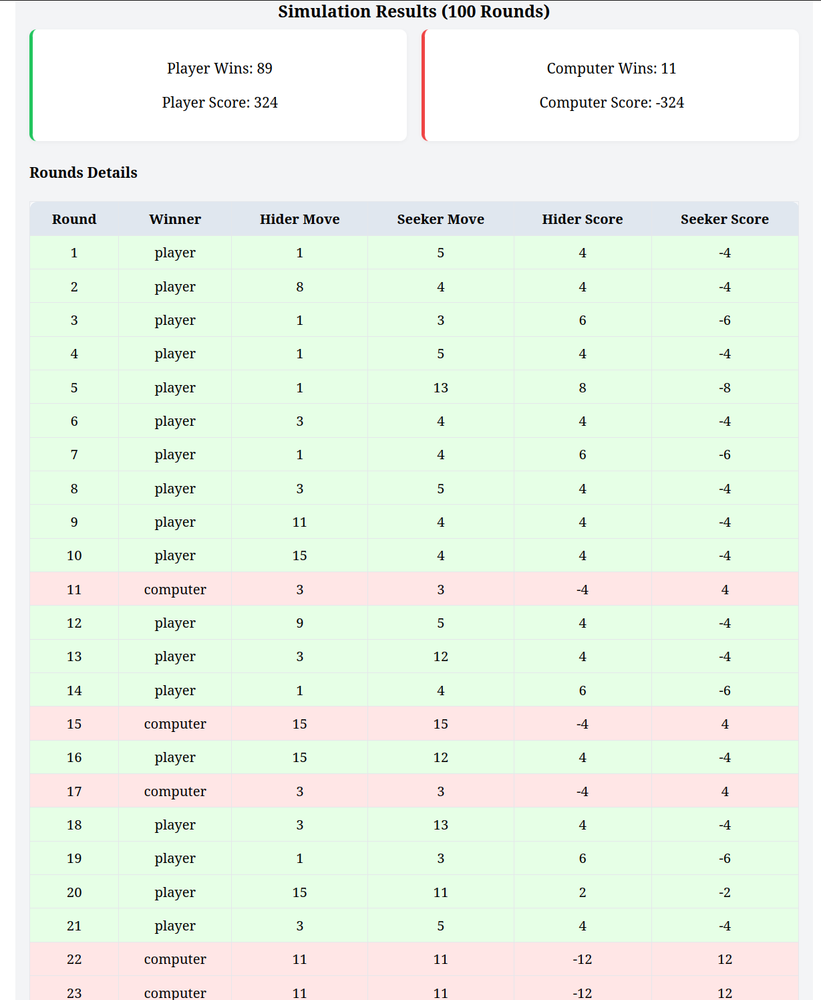 Simulation Results (100 Rounds)
Player Wins: 89
Player Score: 324
Computer Wins: 11
Computer Score: -324
Rounds Details
Round Winner Hider Move Seeker Move Hider Score Seeker Score
1 player 1 5 4 -4
2 player 8 4 4 -4
3 player 1 3 6 -6
4 player 1 5 4 -4
5 player 1 13 8 -8
6 player 3 4 4 -4
7 player 1 4 6 -6
8 player 3 5 4 -4
9 player 11 4 4 -4
10 player 15 4 4 -4
11 computer 3 3 -4 4
12 player 9 5 4 -4
13 player 3 12 4 -4
14 player 1 4 6 -6
15 computer 15 15 -4 4
16 player 15 12 4 -4
17 computer 3 3 -4 4
18 player 3 13 4 -4
19 player 1 3 6 -6
20 player 15 11 2 -2
21 player 3 5 4 -4
22 computer 11 11 -12 12
23 computer 11 11 -12 12